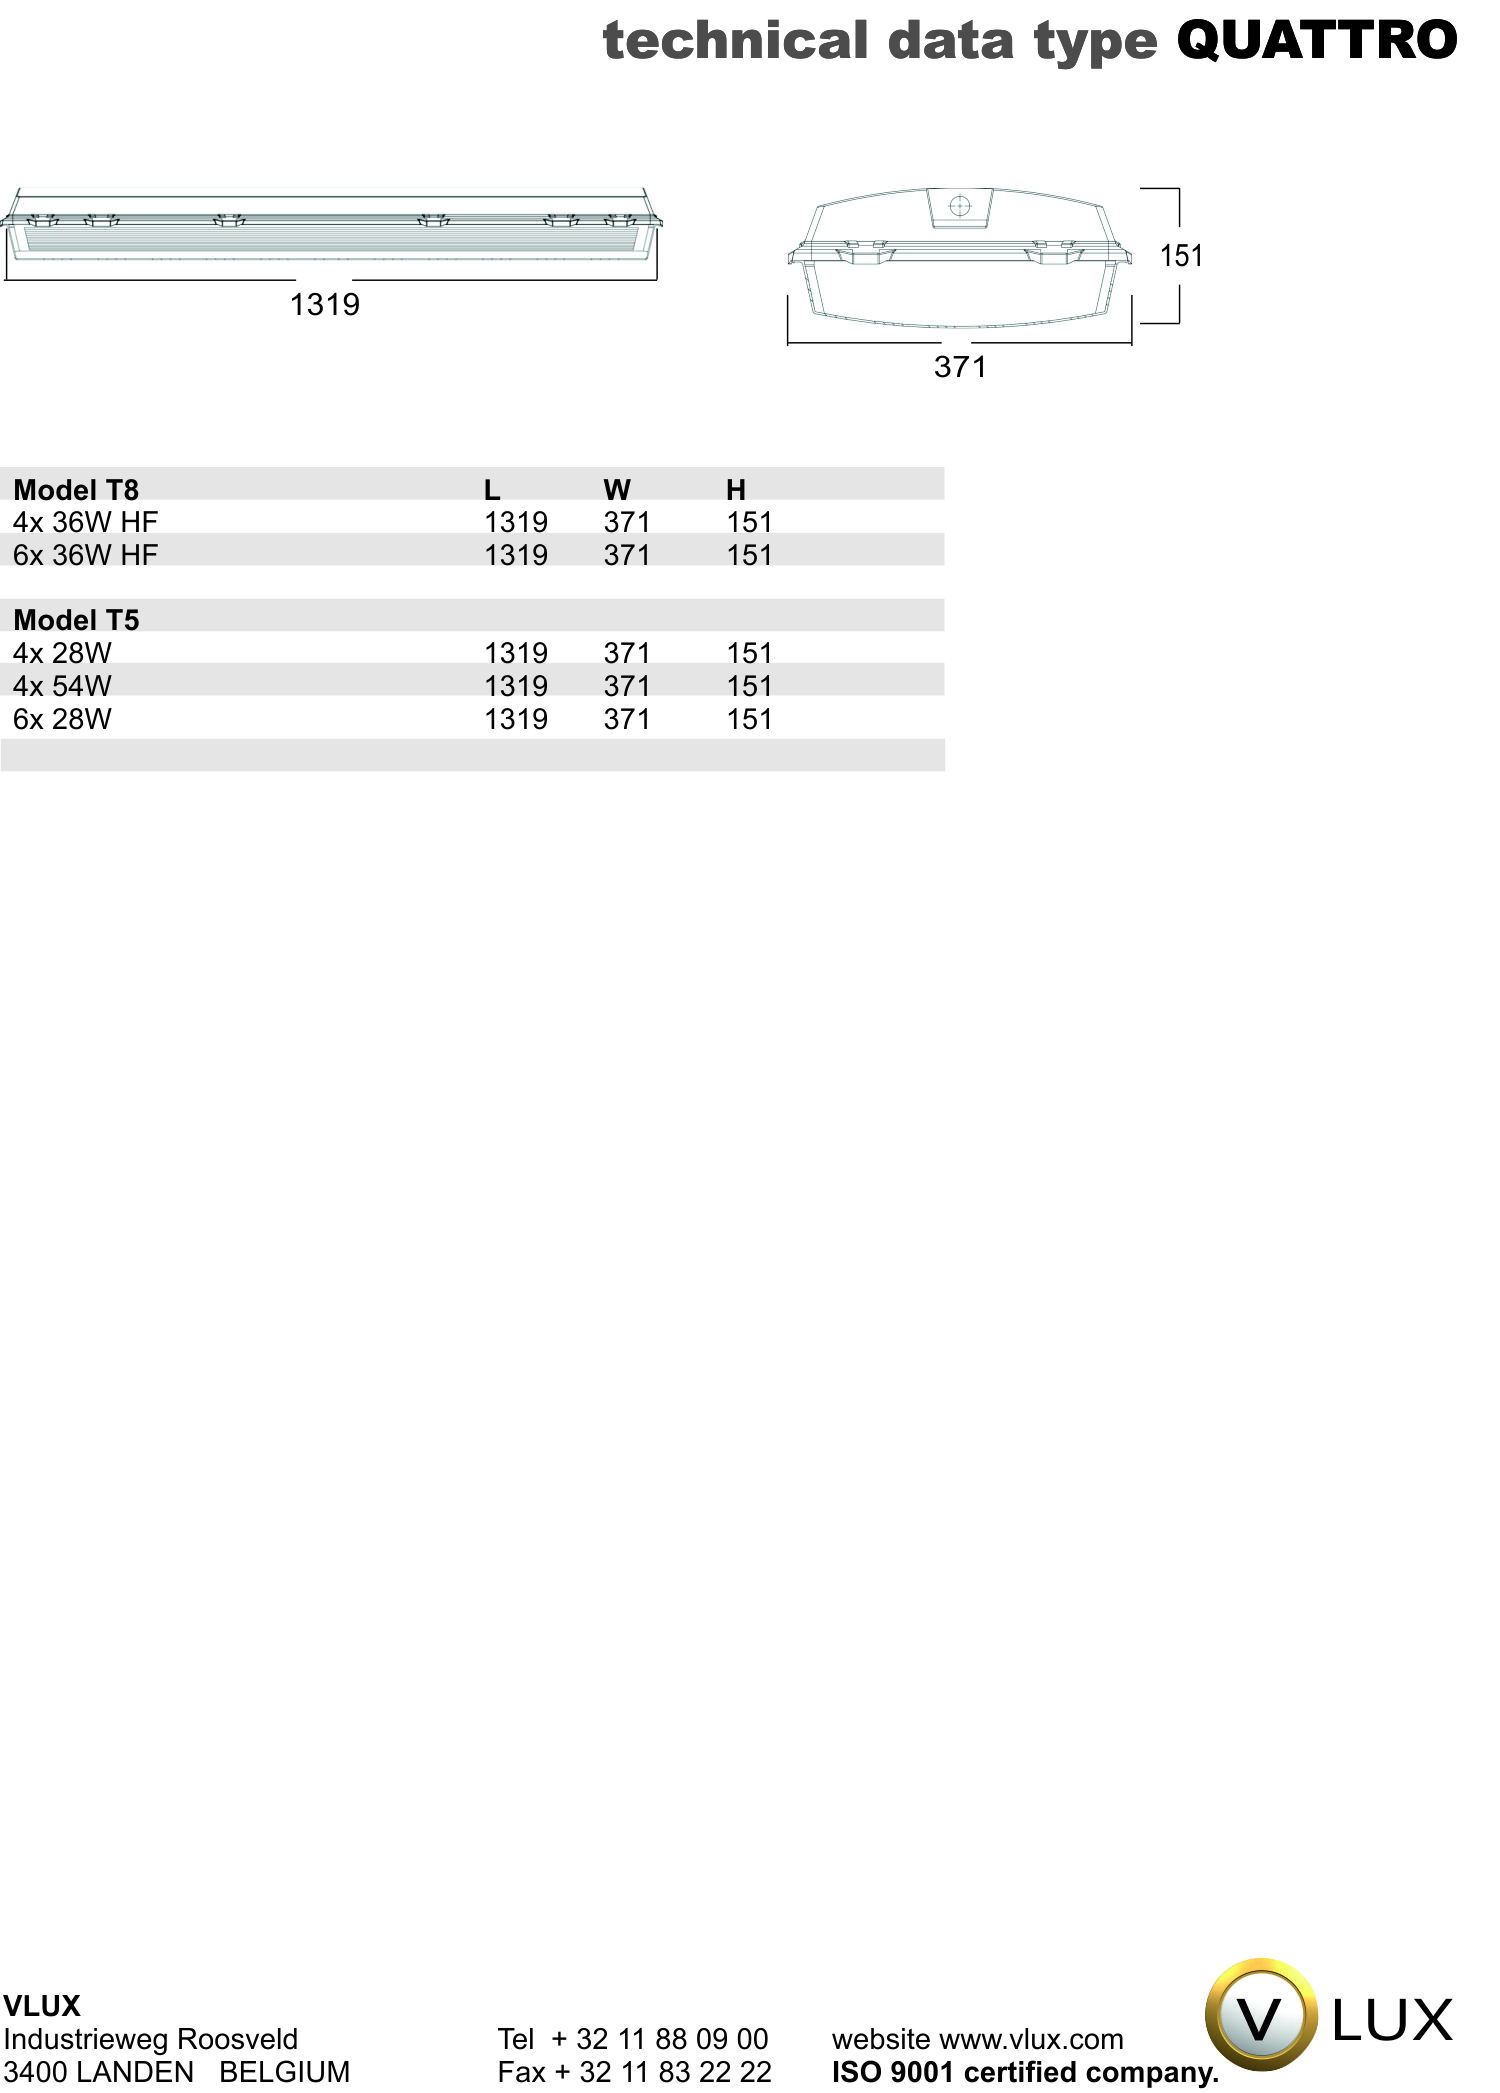 technical data type QUATTRO
1319
151
371
Model T8 L W H
4x 36W HF 1319 371 151
6x 36W HF 1319 371 151
Model T5
4x 28W 1319 371 151
4x 54W 1319 371 151
6x 28W 1319 371 151
VLUX
Industrieweg Roosveld Tel + 32 11 88 09 00 website www.vlux.com
3400 LANDEN BELGIUM Fax + 32 11 83 22 22 ISO 9001 certified company.
V LUX